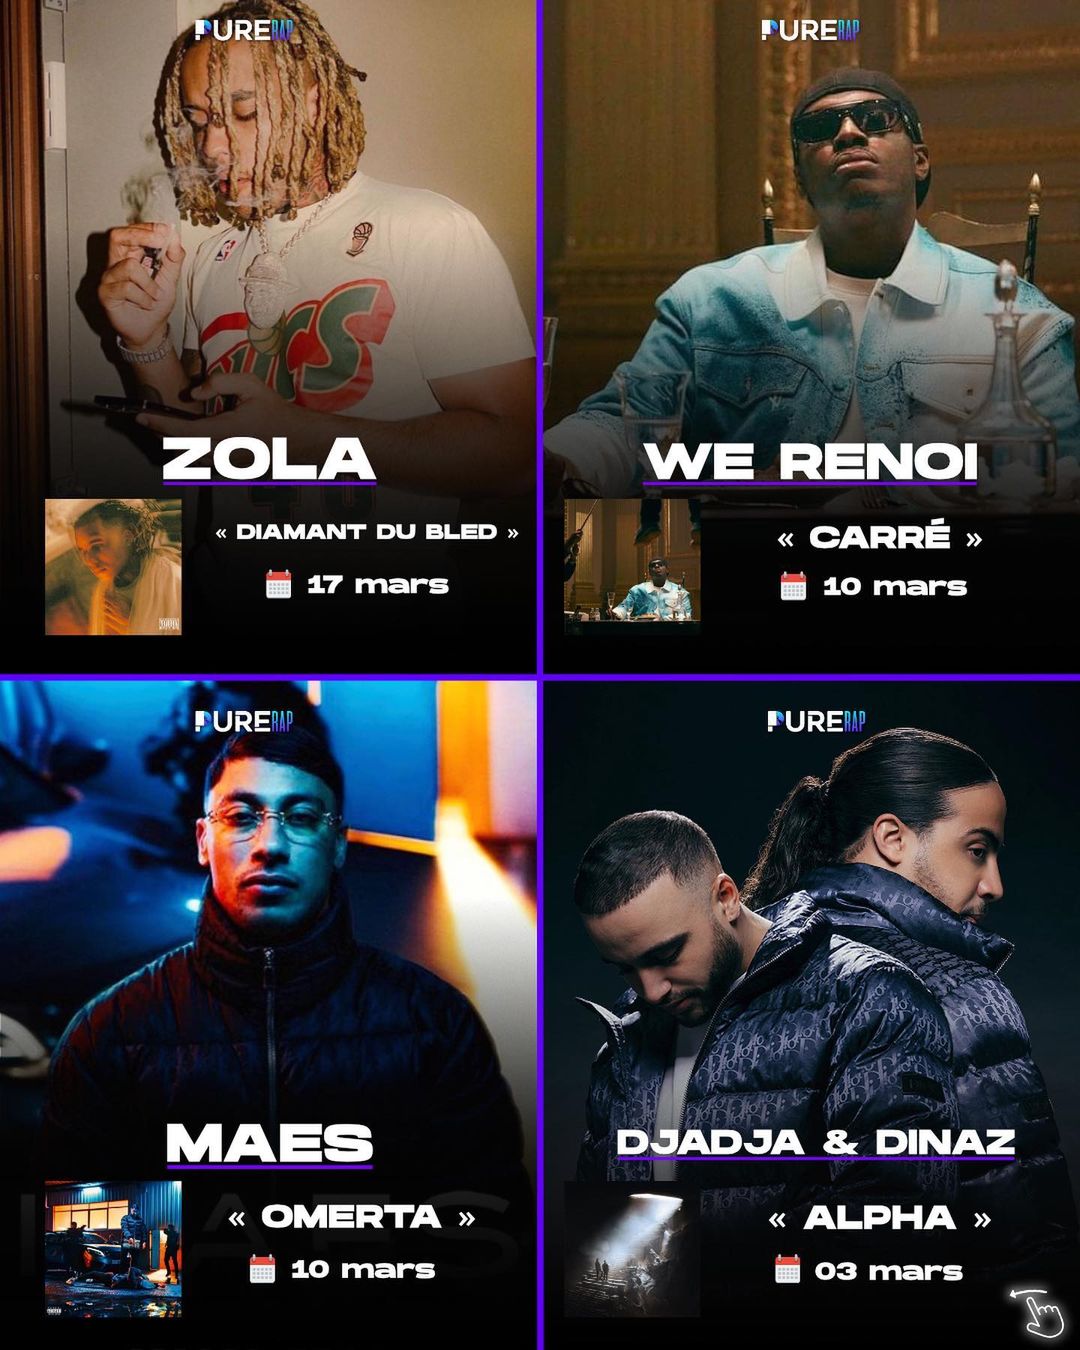 PURERAP
ZOLA
« DIAMANT DU BLED »
17 mars
PURERAP
WE RENOI
« CARRÉ »
10 mars
PURERAP
MAES
« OMERTA »
10 mars
PURERAP
DJADJA & DINAZ
« ALPHA »
03 mars